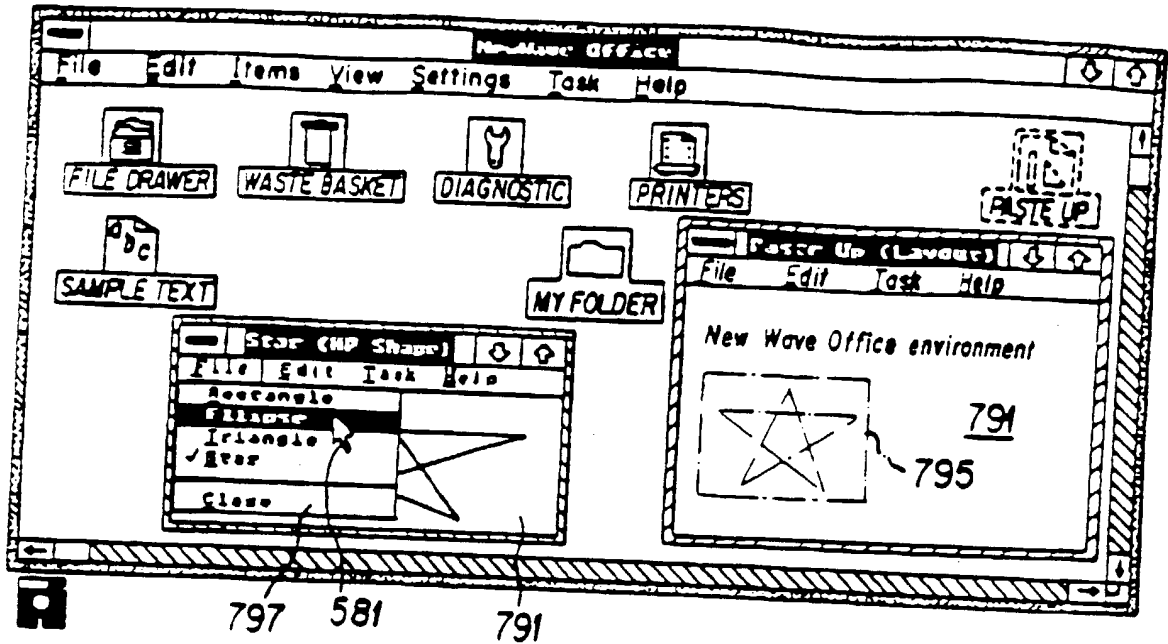 NewWave Office
File Edit Items View Settings Task Help
FILE DRAWER WASTE BASKET DIAGNOSTIC PRINTERS PASTE UP
abc
SAMPLE TEXT MY FOLDER
Paste Up (Layout)
File Edit Task Help
New Wave Office environment
791
795
Star (HP Shape)
File Edit Task Help
Rectangle
Ellipse
Triangle
✓ Star
Close
797 581 791